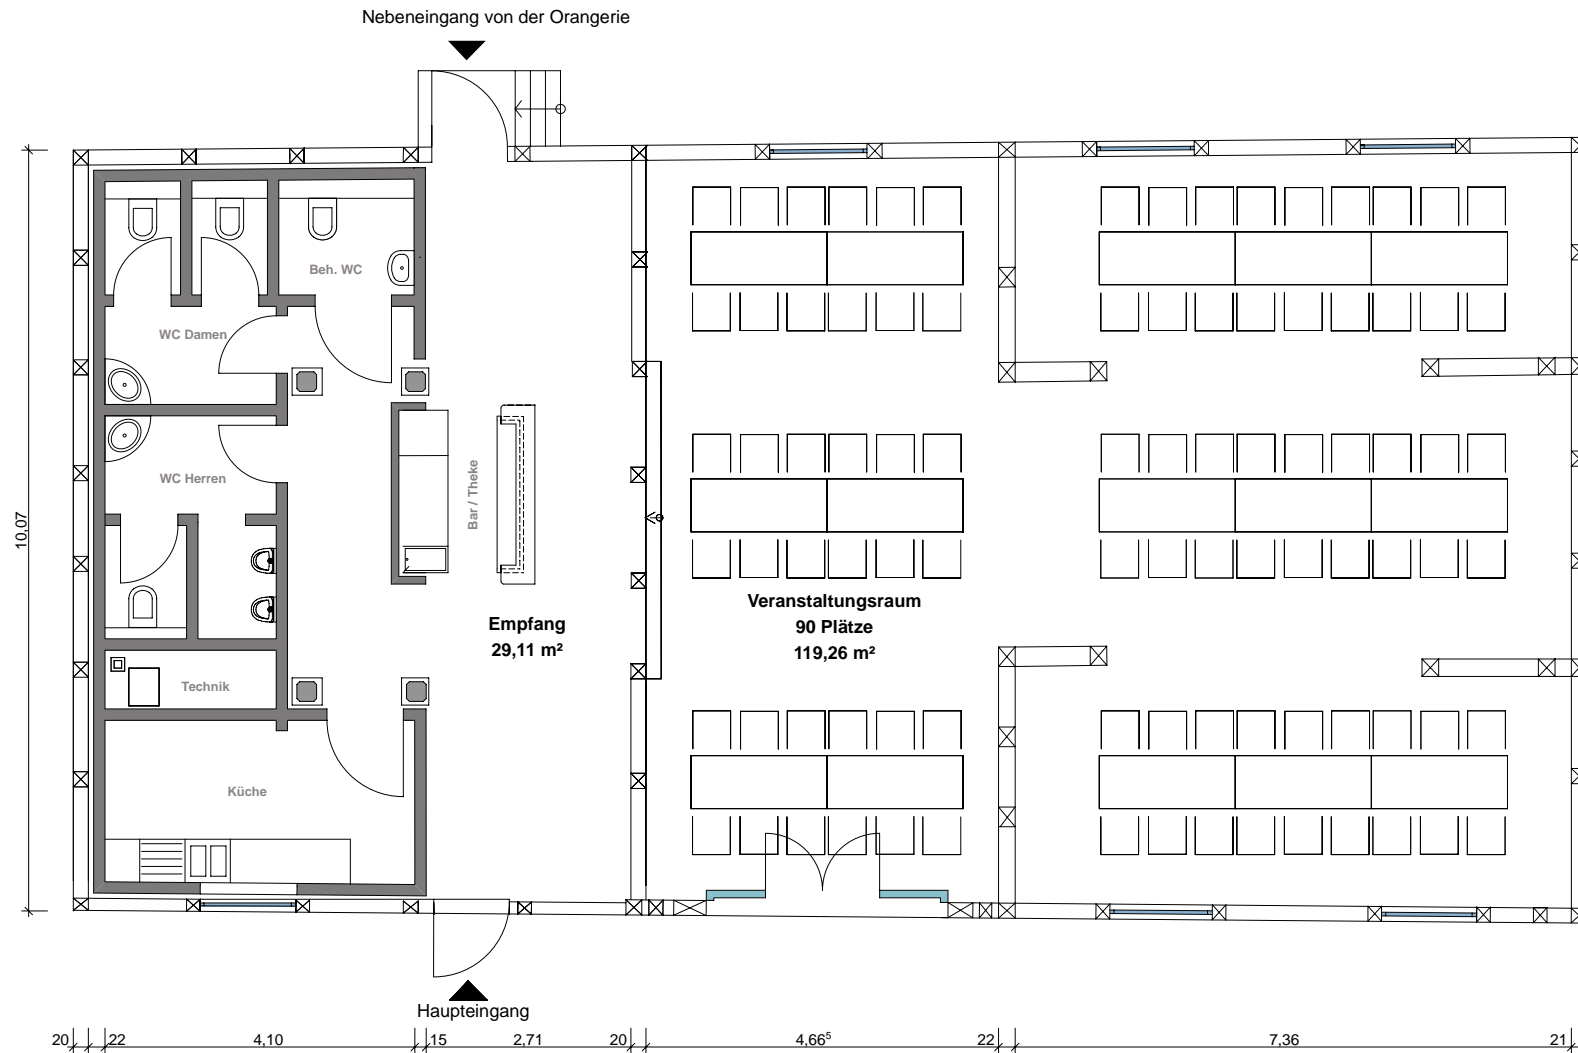 Nebeneingang von der Orangerie
Beh. WC
WC Damen
WC Herren
Bar / Theke
10,07
Veranstaltungsraum
90 Plätze
119,26 m²
Empfang
29,11 m²
Technik
Küche
Haupteingang
20 22 4,10 15 2,71 20 4,66⁵ 22 7,36 21